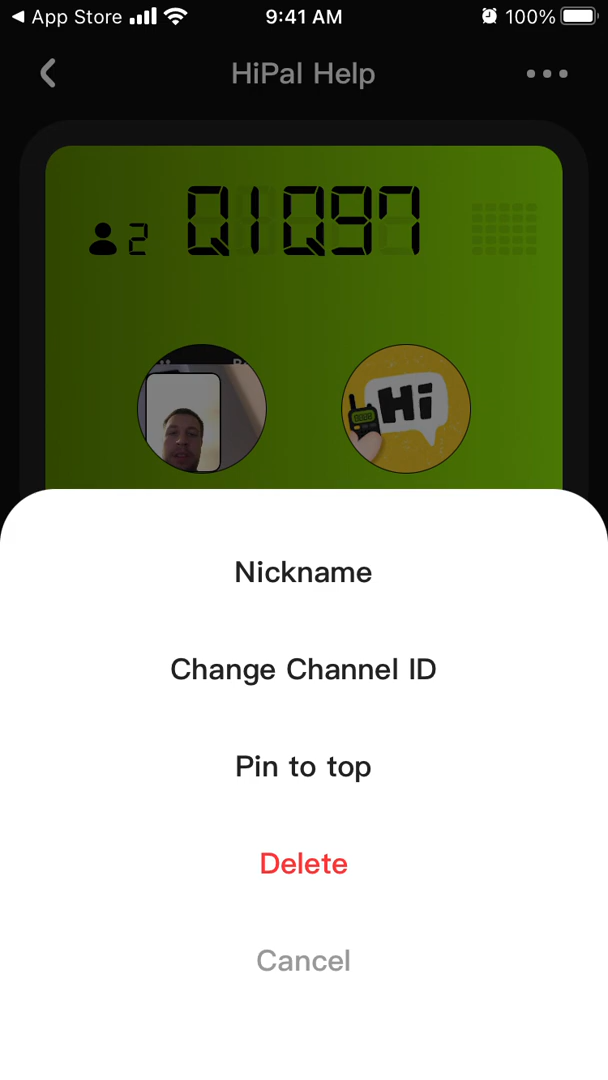 App Store 9:41 AM 100%
HiPal Help
2 Q1Q97
Hi
Nickname
Change Channel ID
Pin to top
Delete
Cancel